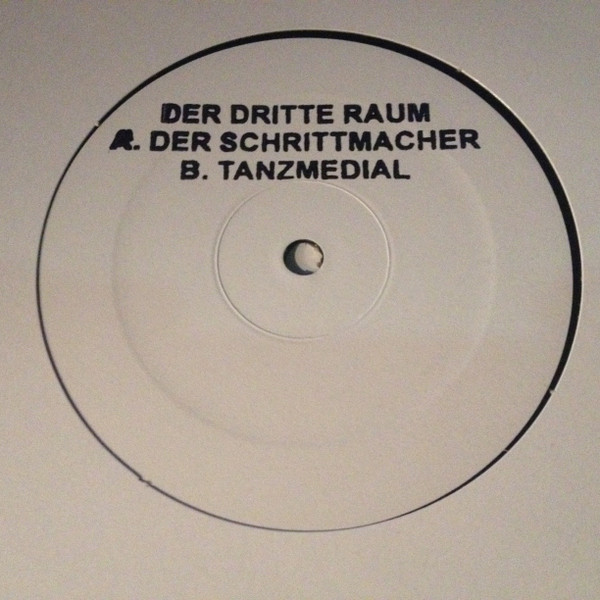 DER DRITTE RAUM
A. DER SCHRITTMACHER
B. TANZMEDIAL